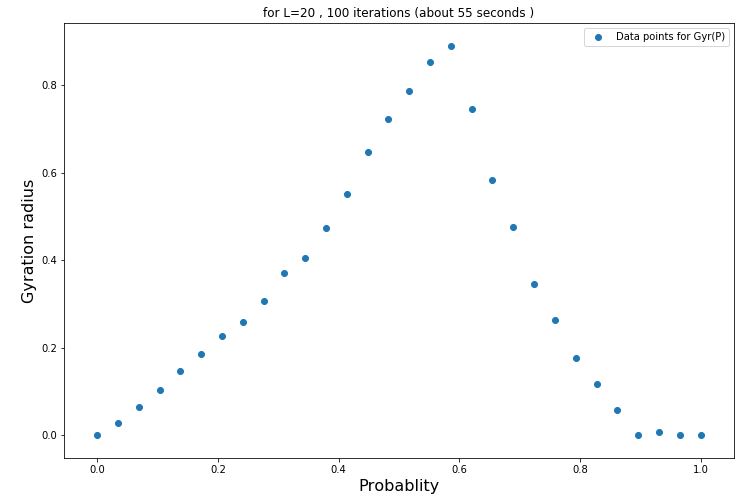 for L=20 , 100 iterations (about 55 seconds )
Data points for Gyr(P)
Gyration radius
0.8
0.6
0.4
0.2
0.0
0.0 0.2 0.4 0.6 0.8 1.0
Probablity